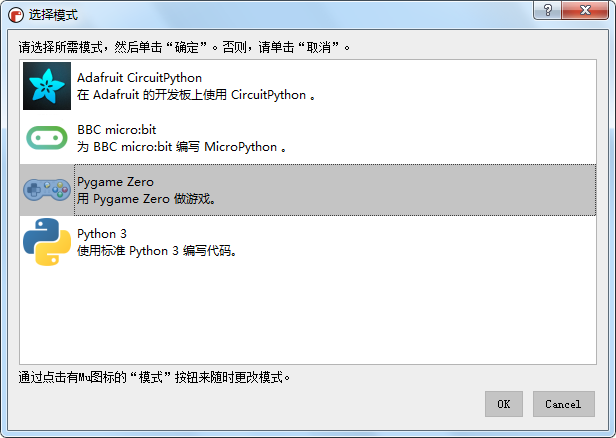 选择模式
请选择所需模式，然后单击“确定”。否则，请单击“取消”。
Adafruit CircuitPython
在 Adafruit 的开发板上使用 CircuitPython 。
BBC micro:bit
为 BBC micro:bit 编写 MicroPython 。
Pygame Zero
用 Pygame Zero 做游戏。
Python 3
使用标准 Python 3 编写代码。
通过点击有Mu图标的“模式”按钮来随时更改模式。
OK Cancel